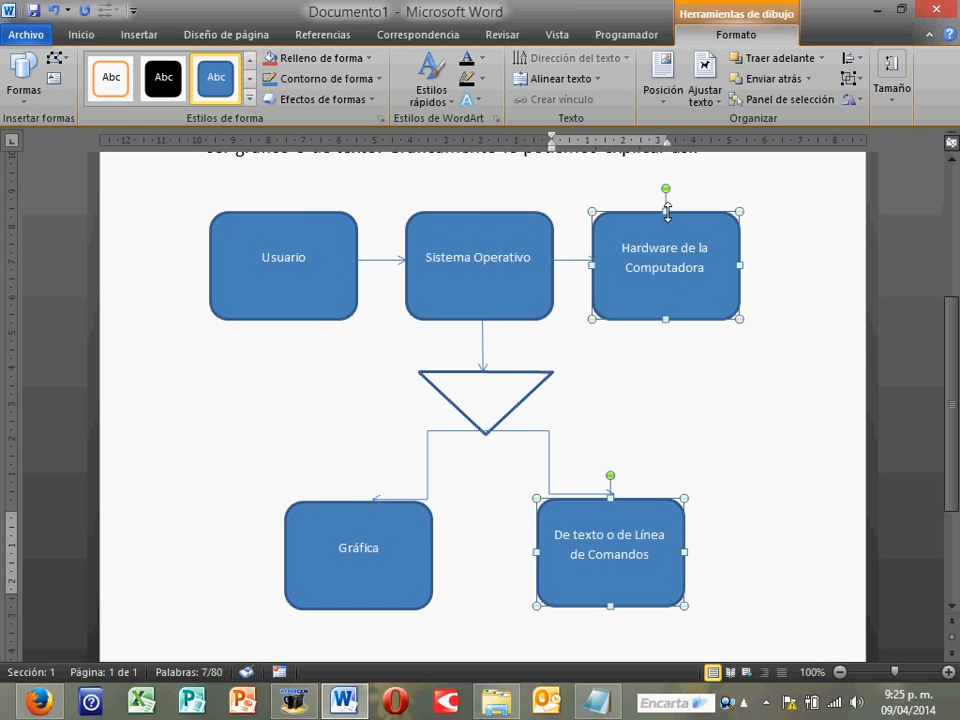 Documento1 - Microsoft Word
Herramientas de dibujo
Archivo Inicio Insertar Diseño de página Referencias Correspondencia Revisar Vista Programador Formato
Formas
Abc Abc Abc
Relleno de forma
Contorno de forma
Efectos de formas
Estilos rápidos
Dirección del texto
Alinear texto
Crear vínculo
Posición
Ajustar texto
Traer adelante
Enviar atrás
Panel de selección
Tamaño
Insertar formas Estilos de forma Estilos de WordArt Texto Organizar
Usuario
Sistema Operativo
Hardware de la
Computadora
Gráfica
De texto o de Línea
de Comandos
Sección: 1 Página: 1 de 1 Palabras: 7/80 100%
Encarta
9:25 p. m.
09/04/2014